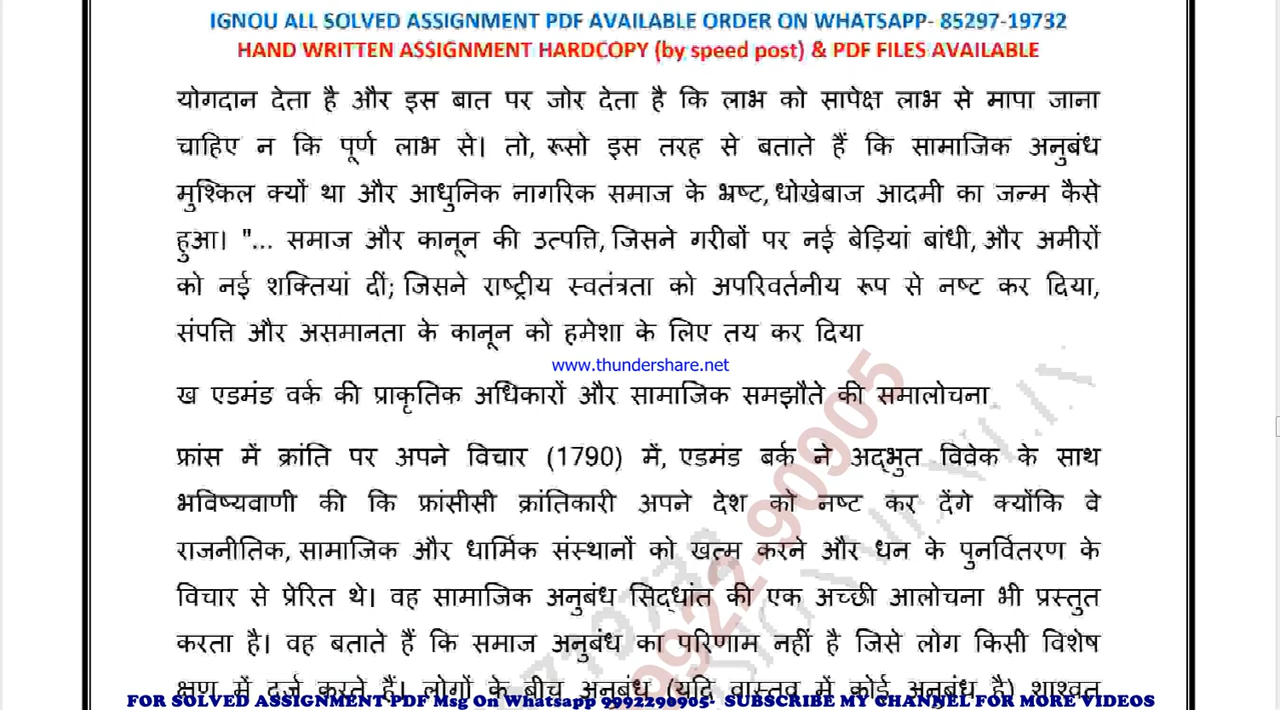 IGNOU ALL SOLVED ASSIGNMENT PDF AVAILABLE ORDER ON WHATSAPP- 85297-19732
HAND WRITTEN ASSIGNMENT HARDCOPY (by speed post) & PDF FILES AVAILABLE
योगदान देता है और इस बात पर जोर देता है कि लाभ को सापेक्ष लाभ से मापा जाना
चाहिए न कि पूर्ण लाभ से। तो, रूसो इस तरह से बताते हैं कि सामाजिक अनुबंध
मुश्किल क्यों था और आधुनिक नागरिक समाज के भ्रष्ट, धोखेबाज आदमी का जन्म कैसे
हुआ। "... समाज और कानून की उत्पत्ति, जिसने गरीबों पर नई बेड़ियां बांधी, और अमीरों
को नई शक्तियां दीं; जिसने राष्ट्रीय स्वतंत्रता को अपरिवर्तनीय रूप से नष्ट कर दिया,
संपत्ति और असमानता के कानून को हमेशा के लिए तय कर दिया
www.thundershare.net
ख एडमंड वर्क की प्राकृतिक अधिकारों और सामाजिक समझौते की समालोचना
फ्रांस में क्रांति पर अपने विचार (1790) में, एडमंड बर्क ने अद्भुत विवेक के साथ
भविष्यवाणी की कि फ्रांसीसी क्रांतिकारी अपने देश को नष्ट कर देंगे क्योंकि वे
राजनीतिक, सामाजिक और धार्मिक संस्थानों को खत्म करने और धन के पुनर्वितरण के
विचार से प्रेरित थे। वह सामाजिक अनुबंध सिद्धांत की एक अच्छी आलोचना भी प्रस्तुत
करता है। वह बताते हैं कि समाज अनुबंध का परिणाम नहीं है जिसे लोग किसी विशेष
क्षण में दर्ज करते हैं। लोगों के बीच अनुबंध (यदि वास्तव में कोई अनुबंध है) शाश्वत
9922-90905
FOR SOLVED ASSIGNMENT PDF Msg On Whatsapp 9992290905- SUBSCRIBE MY CHANNEL FOR MORE VIDEOS